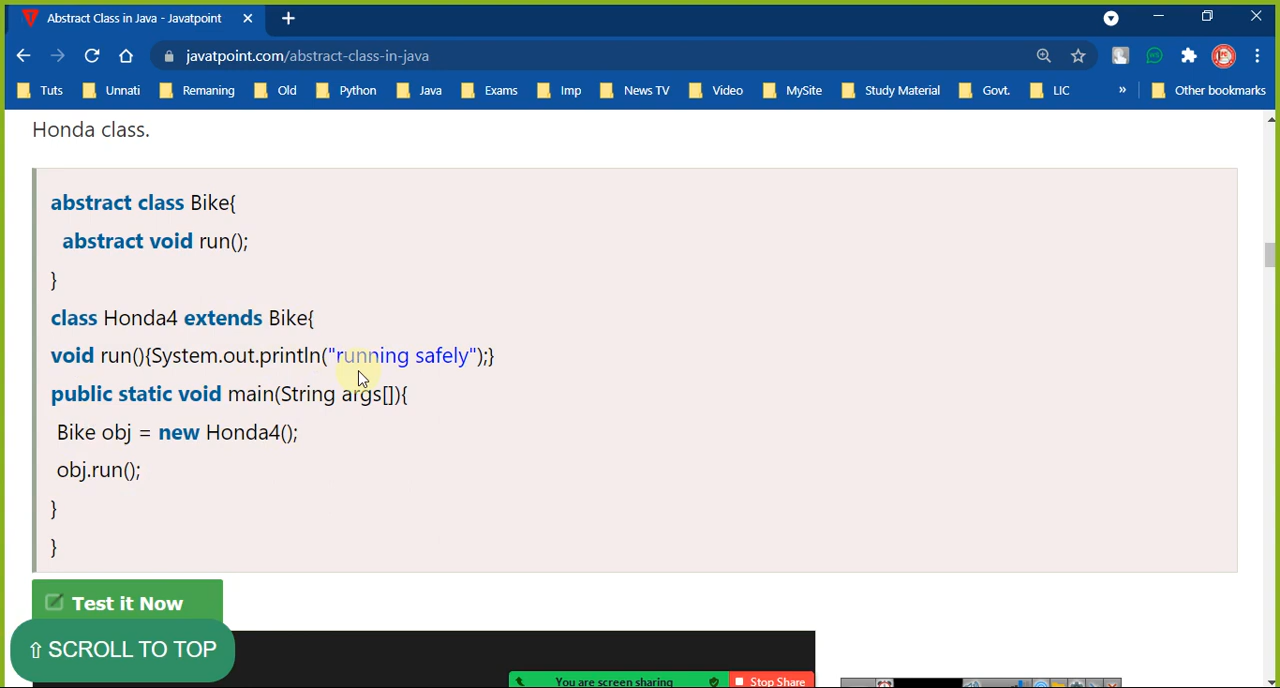 Abstract Class in Java - Javatpoint
javatpoint.com/abstract-class-in-java
Tuts Unnati Remaning Old Python Java Exams Imp News TV Video MySite Study Material Govt. LIC » Other bookmarks
Honda class.
abstract class Bike{
abstract void run();
}
class Honda4 extends Bike{
void run(){System.out.println("running safely");}
public static void main(String args[]){
Bike obj = new Honda4();
obj.run();
}
}
Test it Now
⇧ SCROLL TO TOP
You are screen sharing Stop Share